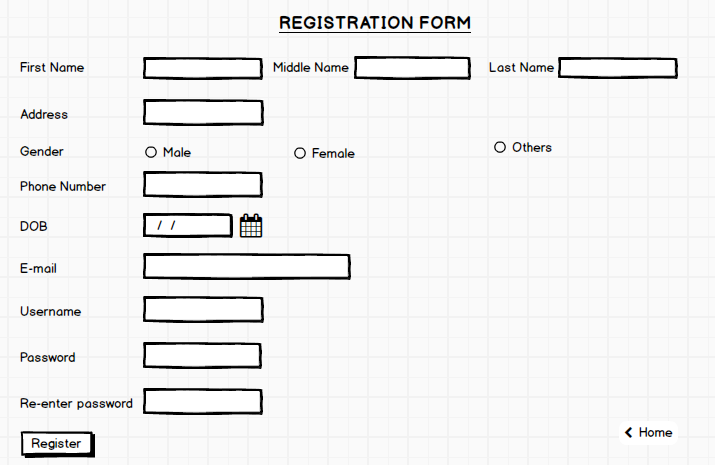 REGISTRATION FORM
First Name Middle Name Last Name
Address
Gender Male Female Others
Phone Number
DOB / /
E-mail
Username
Password
Re-enter password
Register
Home